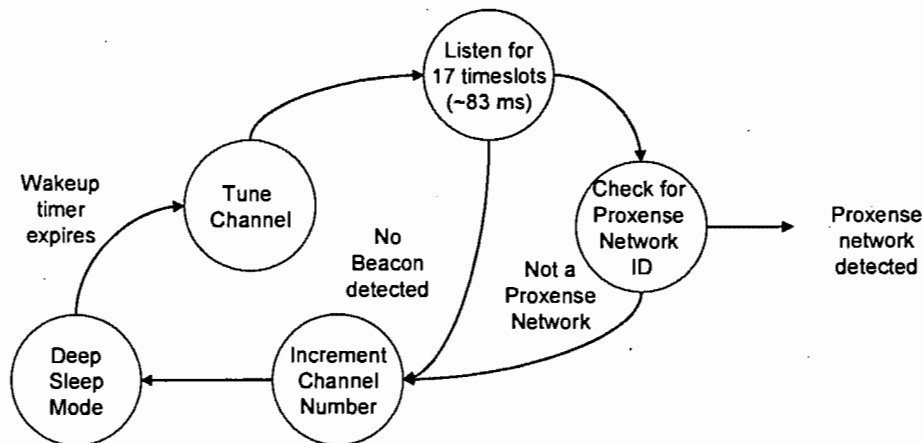 Listen for
17 timeslots
(~83 ms)
Wakeup
timer
expires
Tune
Channel
Check for
Proxense
Network
ID
Proxense
network
detected
No
Beacon
detected
Not a
Proxense
Network
Deep
Sleep
Mode
Increment
Channel
Number